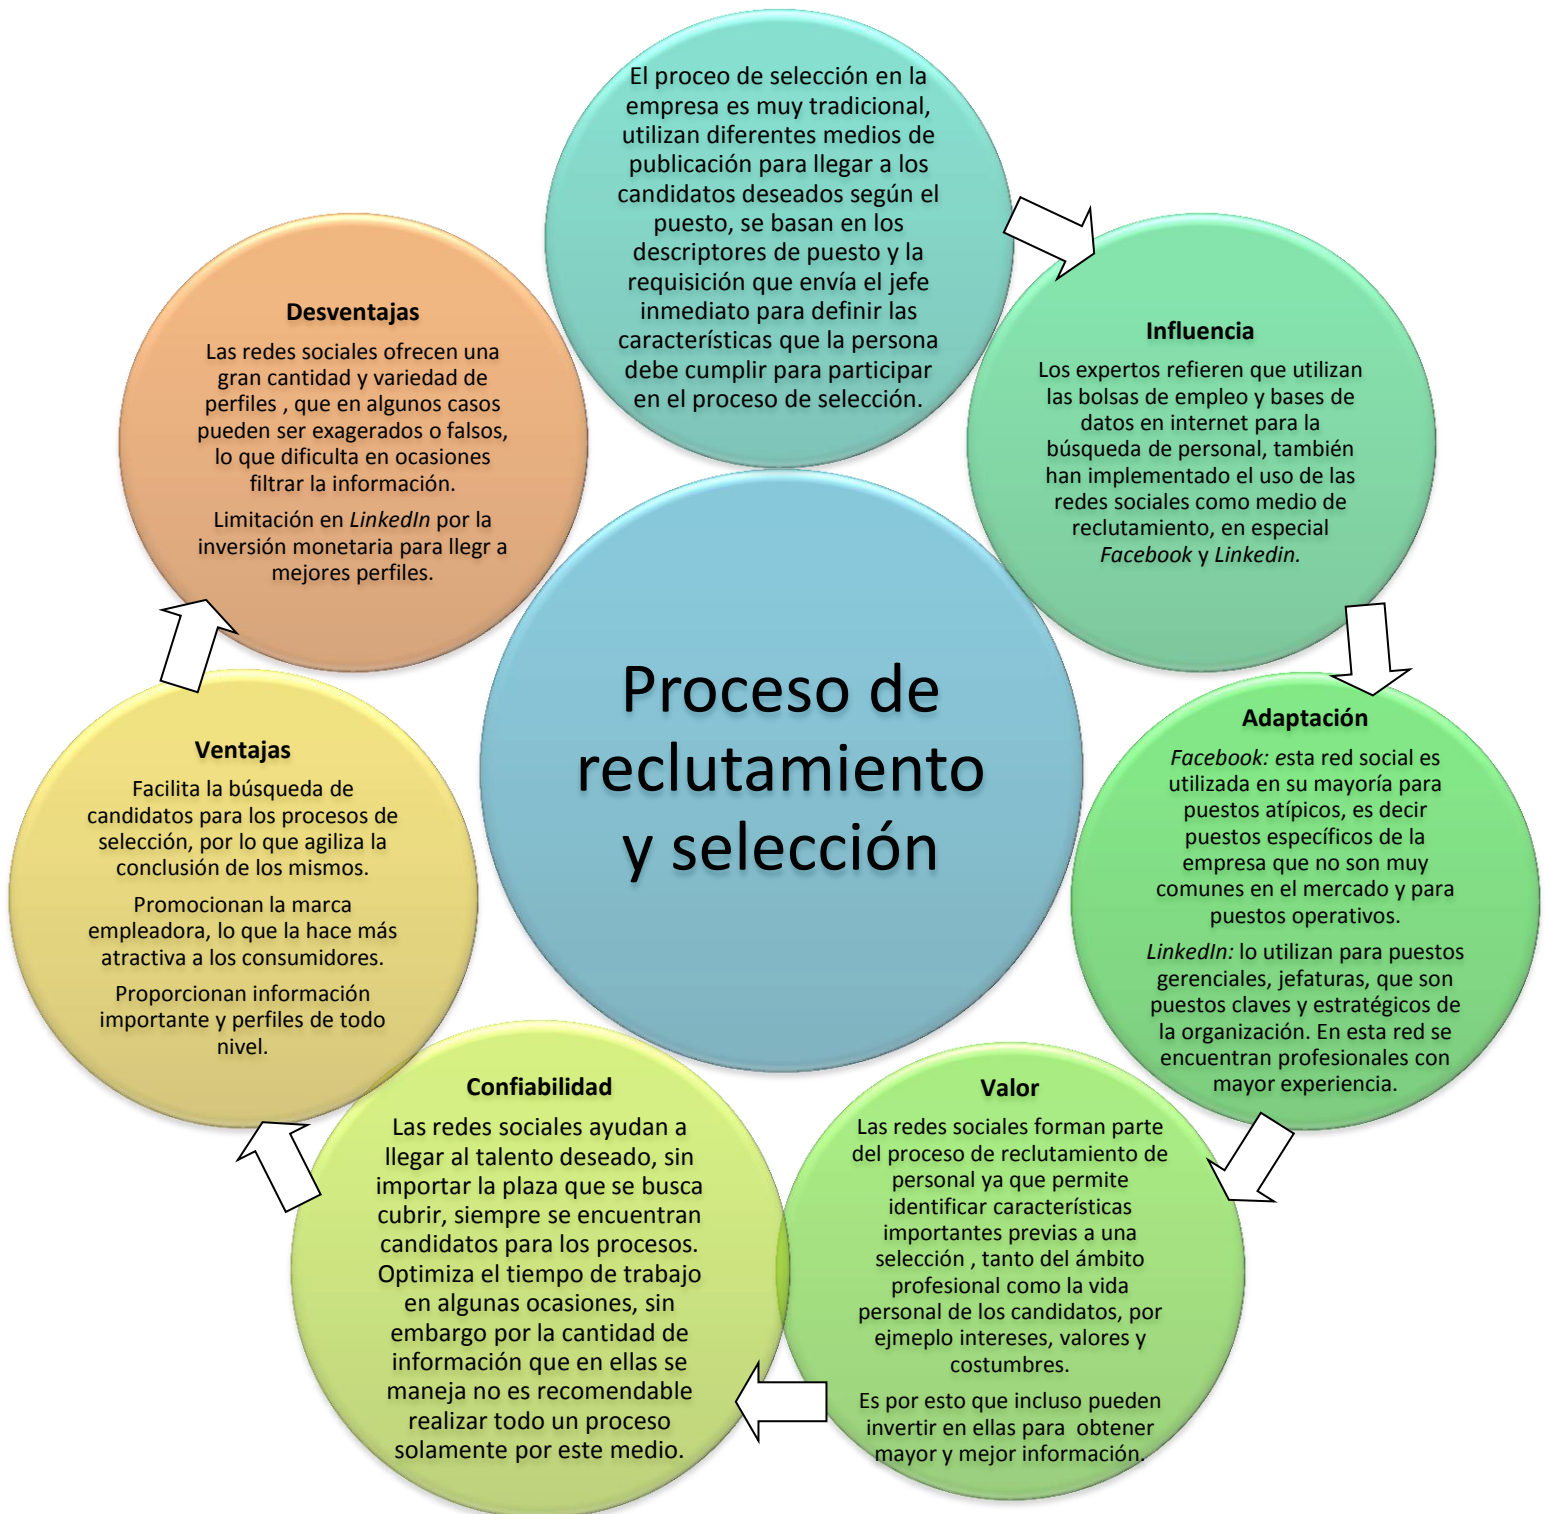 El proceo de selección en la
empresa es muy tradicional,
utilizan diferentes medios de
publicación para llegar a los
candidatos deseados según el
puesto, se basan en los
descriptores de puesto y la
requisición que envía el jefe
inmediato para definir las
características que la persona
debe cumplir para participar
en el proceso de selección.
Influencia
Los expertos refieren que utilizan
las bolsas de empleo y bases de
datos en internet para la
búsqueda de personal, también
han implementado el uso de las
redes sociales como medio de
reclutamiento, en especial
Facebook y Linkedin.
Adaptación
Facebook: esta red social es
utilizada en su mayoría para
puestos atípicos, es decir
puestos específicos de la
empresa que no son muy
comunes en el mercado y para
puestos operativos.
LinkedIn: lo utilizan para puestos
gerenciales, jefaturas, que son
puestos claves y estratégicos de
la organización. En esta red se
encuentran profesionales con
mayor experiencia.
Valor
Las redes sociales forman parte
del proceso de reclutamiento de
personal ya que permite
identificar características
importantes previas a una
selección , tanto del ámbito
profesional como la vida
personal de los candidatos, por
ejmeplo intereses, valores y
costumbres.
Es por esto que incluso pueden
invertir en ellas para obtener
mayor y mejor información.
Confiabilidad
Las redes sociales ayudan a
llegar al talento deseado, sin
importar la plaza que se busca
cubrir, siempre se encuentran
candidatos para los procesos.
Optimiza el tiempo de trabajo
en algunas ocasiones, sin
embargo por la cantidad de
información que en ellas se
maneja no es recomendable
realizar todo un proceso
solamente por este medio.
Ventajas
Facilita la búsqueda de
candidatos para los procesos de
selección, por lo que agiliza la
conclusión de los mismos.
Promocionan la marca
empleadora, lo que la hace más
atractiva a los consumidores.
Proporcionan información
importante y perfiles de todo
nivel.
Desventajas
Las redes sociales ofrecen una
gran cantidad y variedad de
perfiles , que en algunos casos
pueden ser exagerados o falsos,
lo que dificulta en ocasiones
filtrar la información.
Limitación en LinkedIn por la
inversión monetaria para llegr a
mejores perfiles.
Proceso de
reclutamiento
y selección